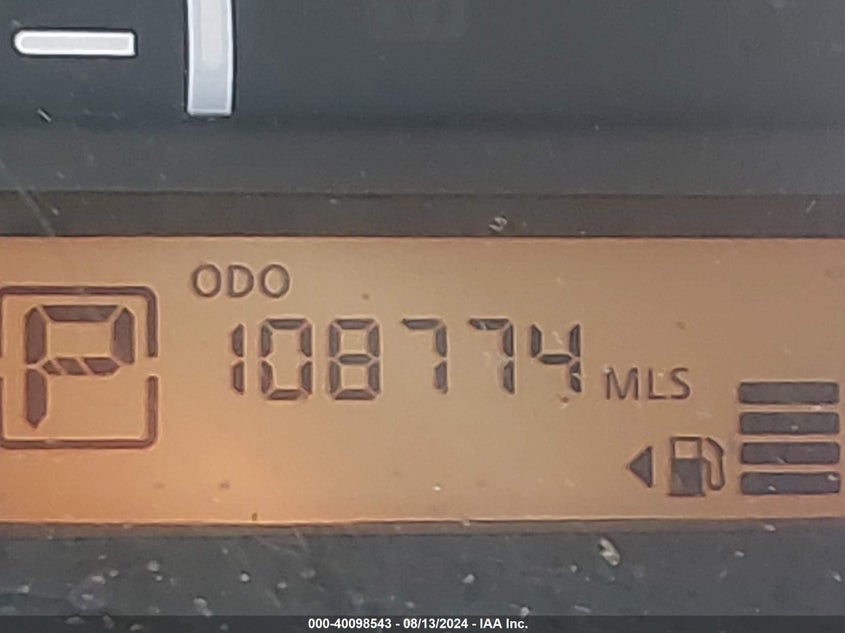 ODO
P
108774 MLS
000-40098543 - 08/13/2024 - IAA Inc.